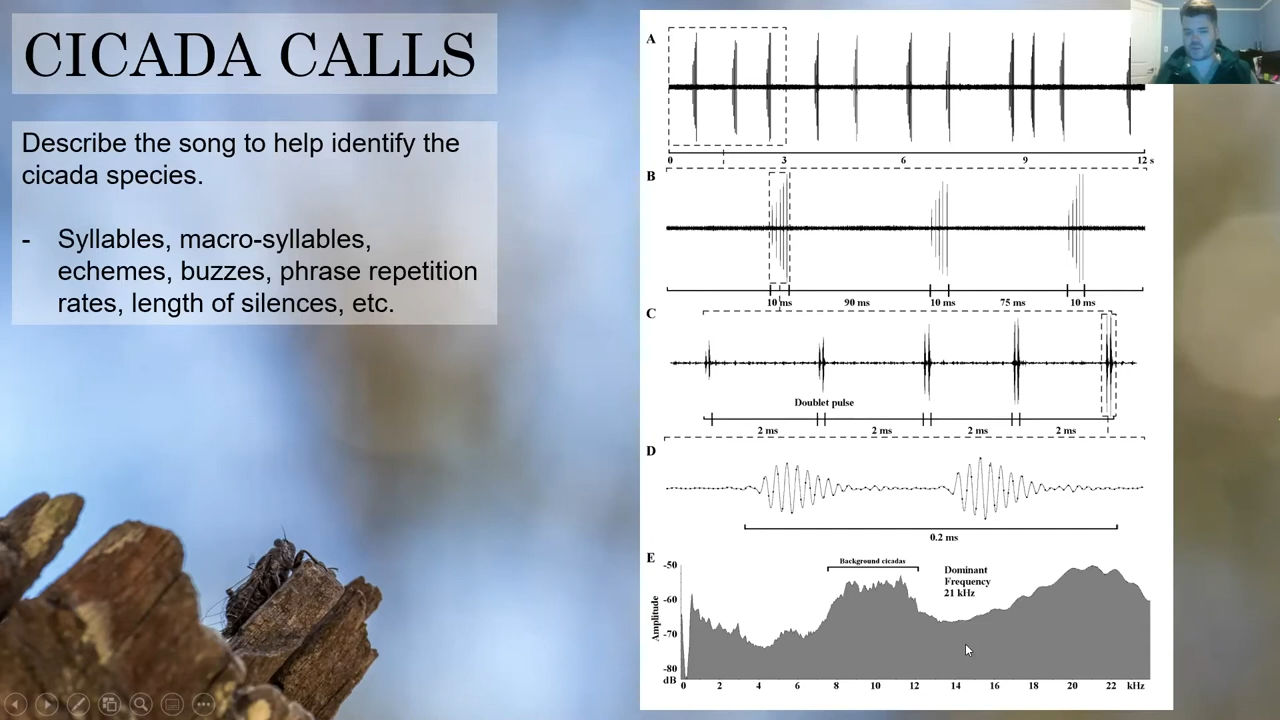 CICADA CALLS
Describe the song to help identify the
cicada species.
- Syllables, macro-syllables,
echemes, buzzes, phrase repetition
rates, length of silences, etc.
A
0 3 6 9 12 s
B
10 ms 90 ms 10 ms 75 ms 10 ms
C
Doublet pulse
2 ms 2 ms 2 ms 2 ms
D
0.2 ms
E
Background cicadas
Dominant
Frequency
21 kHz
Amplitude
-50
-60
-70
-80
dB
0 2 4 6 8 10 12 14 16 18 20 22 kHz